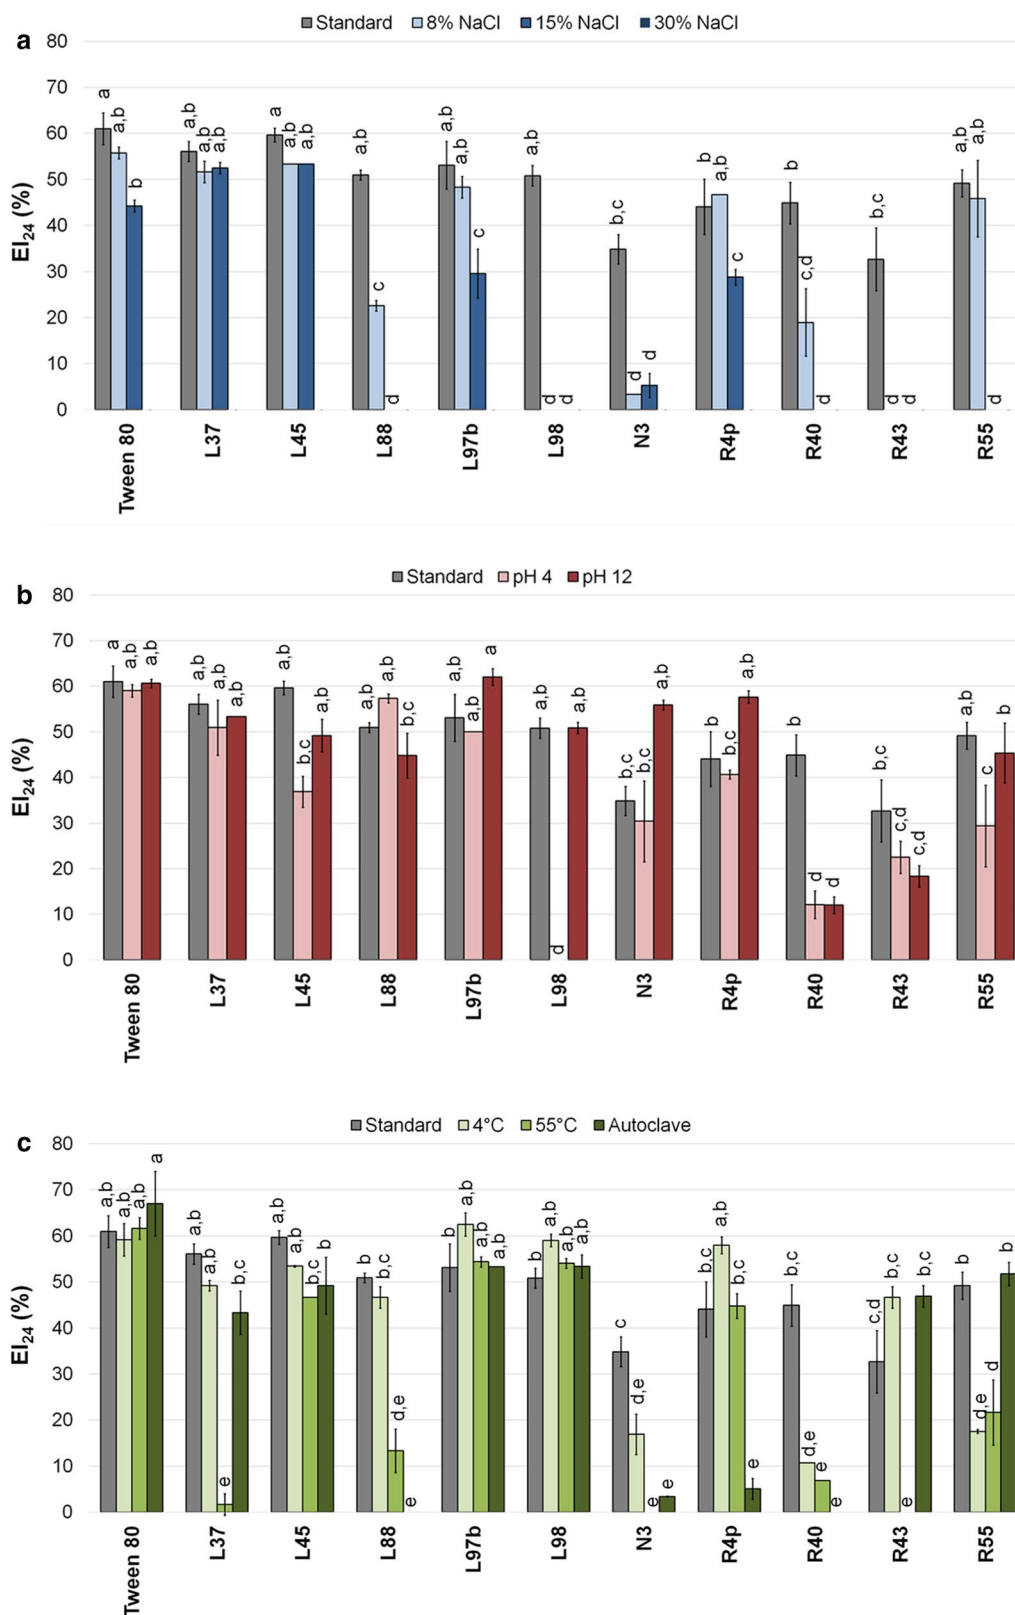 a
Standard 8% NaCl 15% NaCl 30% NaCl
80
70
60
50
40
30
20
10
0
EI24 (%)
a a,b b
a,b a,b a,b
a a,b a,b
a,b c d
a,b a,b c
a,b d d
b,c d d
b a,b c
b c,d d
b,c d d
a,b a,b d
Tween 80 L37 L45 L88 L97b L98 N3 R4p R40 R43 R55
b
Standard pH 4 pH 12
80
70
60
50
40
30
20
10
0
EI24 (%)
a a,b a,b
a,b a,b a,b
a,b b,c a,b
a,b a,b b,c
a,b a,b a
a,b d a,b
b,c b,c a,b
b b,c a,b
b d d
b,c c,d c,d
a,b c b
Tween 80 L37 L45 L88 L97b L98 N3 R4p R40 R43 R55
c
Standard 4°C 55°C Autoclave
80
70
60
50
40
30
20
10
0
EI24 (%)
a,b a,b a,b a
a,b a,b e b,c
a,b a,b b,c b
b b,c d,e e
b a,b a,b a,b
b a,b a,b a,b
c d,e e e
b,c a,b b,c e
b,c d,e e e
c,d b,c e b,c
b d,e d b
Tween 80 L37 L45 L88 L97b L98 N3 R4p R40 R43 R55